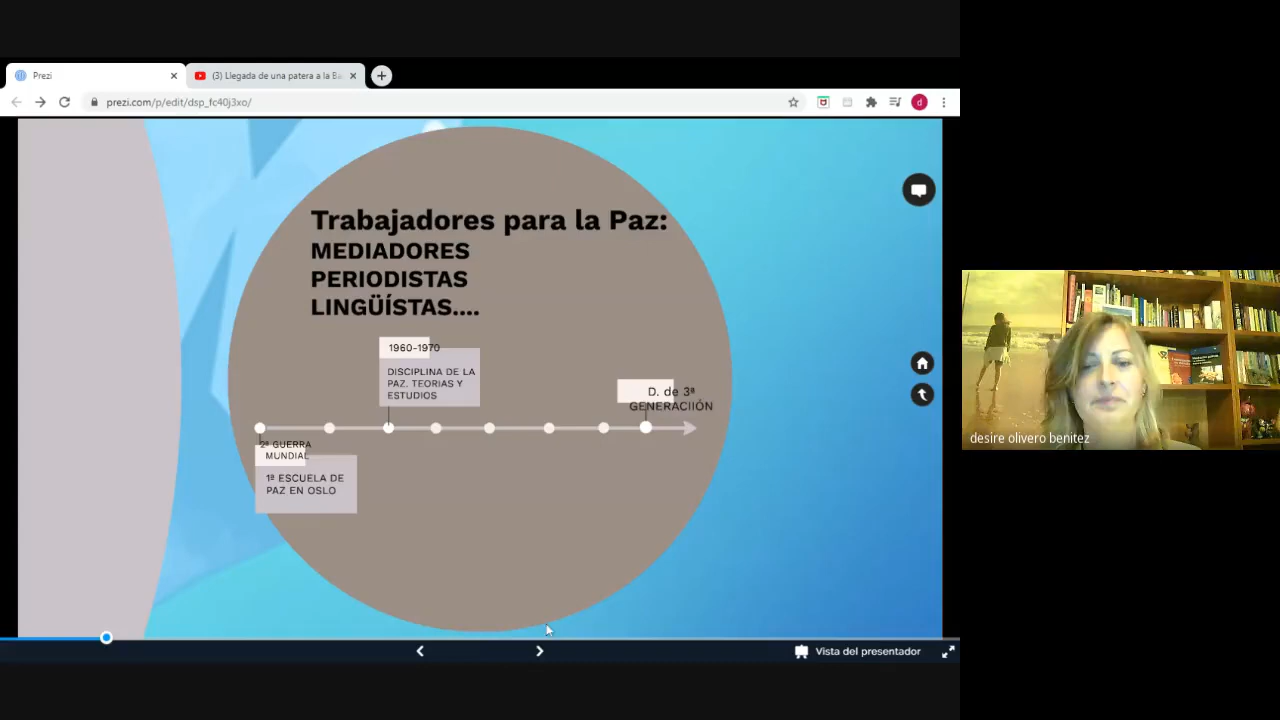 Prezi
(3) Llegada de una patera a la Ba
prezi.com/p/edit/dsp_fc40j3xo/
d
Trabajadores para la Paz:
MEDIADORES
PERIODISTAS
LINGÜÍSTAS....
1960-1970
DISCIPLINA DE LA
PAZ. TEORIAS Y
ESTUDIOS
D. de 3ª
GENERACIIÓN
2ª GUERRA
MUNDIAL
1ª ESCUELA DE
PAZ EN OSLO
desire olivero benitez
Vista del presentador